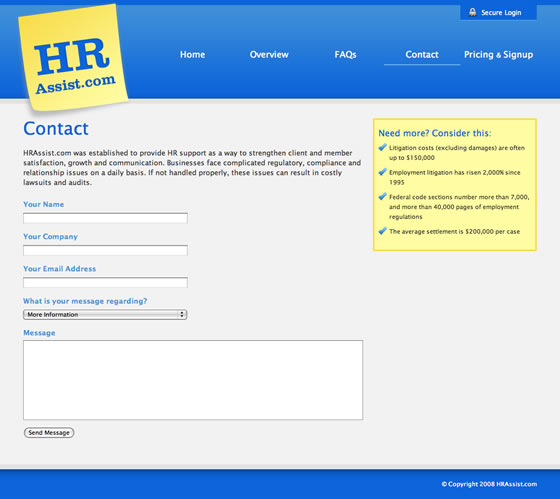 Secure Login
HR
Assist.com
Home
Overview
FAQs
Contact
Pricing & Signup
Contact
HRAssist.com was established to provide HR support as a way to strengthen client and member
satisfaction, growth and communication. Businesses face complicated regulatory, compliance and
relationship issues on a daily basis. If not handled properly, these issues can result in costly
lawsuits and audits.
Your Name
Your Company
Your Email Address
What is your message regarding?
More Information
Message
Send Message
Need more? Consider this:
Litigation costs (excluding damages) are often
up to $150,000
Employment litigation has risen 2,000% since
1995
Federal code sections number more than 7,000,
and more than 40,000 pages of employment
regulations
The average settlement is $200,000 per case
© Copyright 2008 HRAssist.com